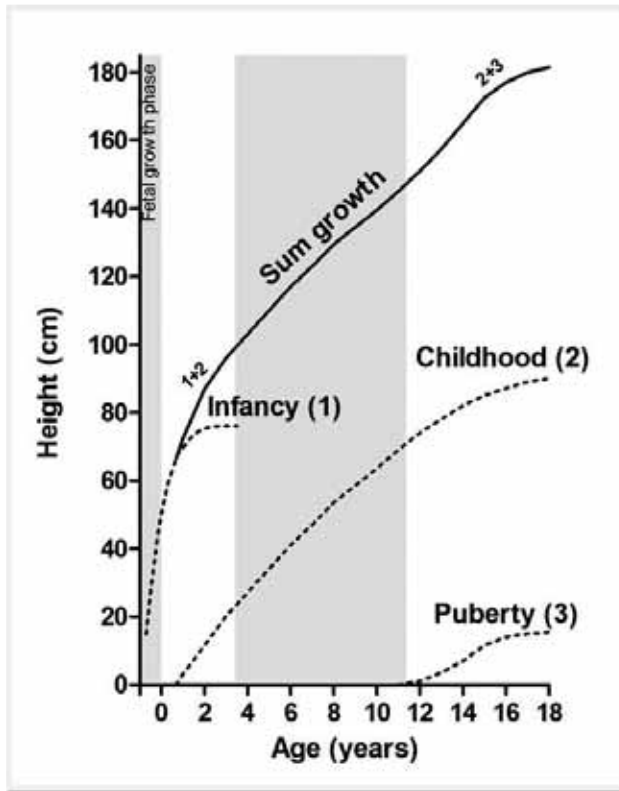 180
160
140
120
100
80
60
40
20
0
Height (cm)
Fetal growth phase
Sum growth
1+2
2+3
Infancy (1)
Childhood (2)
Puberty (3)
0 2 4 6 8 10 12 14 16 18
Age (years)